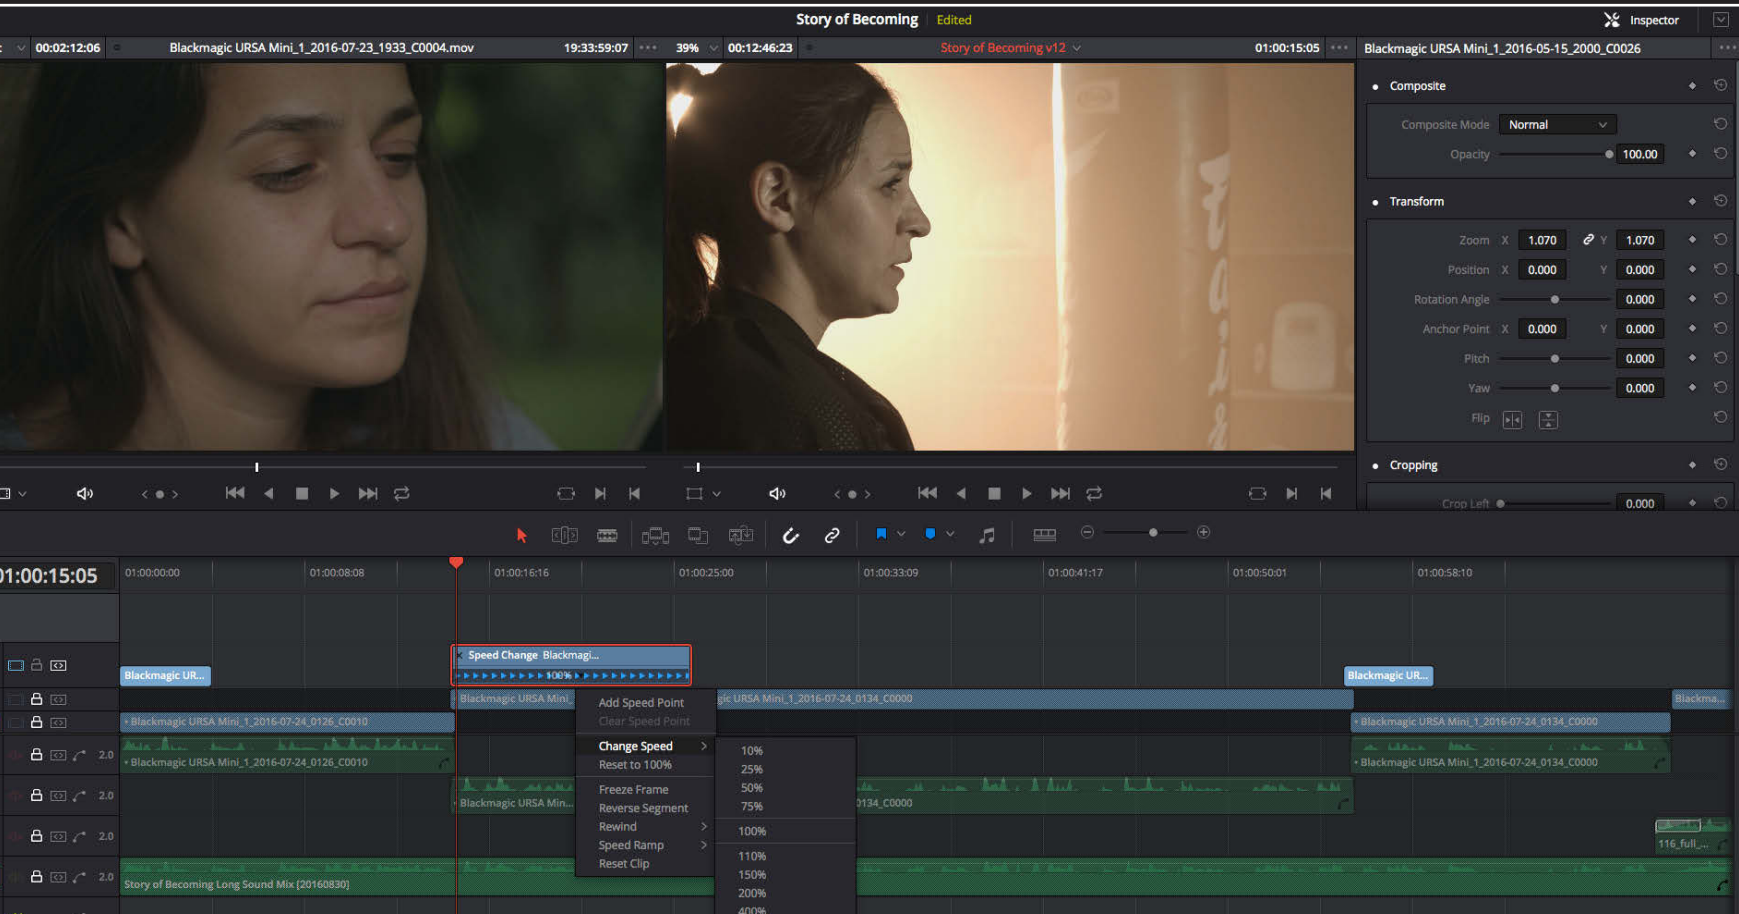 Story of Becoming Edited
Inspector
00:02:12:06 Blackmagic URSA Mini_1_2016-07-23_1933_C0004.mov 19:33:59:07
39% 00:12:46:23 Story of Becoming v12 01:00:15:05
Blackmagic URSA Mini_1_2016-05-15_2000_C0026
Composite
Composite Mode Normal
Opacity 100.00
Transform
Zoom X 1.070 Y 1.070
Position X 0.000 Y 0.000
Rotation Angle 0.000
Anchor Point X 0.000 Y 0.000
Pitch 0.000
Yaw 0.000
Flip
Cropping
Crop Left 0.000
01:00:15:05
01:00:00:00 01:00:08:08 01:00:16:16 01:00:25:00 01:00:33:09 01:00:41:17 01:00:50:01 01:00:58:10
Speed Change Blackmagi...
100%
Blackmagic UR...
Blackmagic UR...
Blackmagic URSA Mini_
gic URSA Mini_1_2016-07-24_0134_C0000
Blackma...
• Blackmagic URSA Mini_1_2016-07-24_0126_C0010
• Blackmagic URSA Mini_1_2016-07-24_0134_C0000
2.0
• Blackmagic URSA Mini_1_2016-07-24_0126_C0010
• Blackmagic URSA Mini_1_2016-07-24_0134_C0000
2.0
Blackmagic URSA Min...
0134_C0000
2.0
116_full_...
2.0
Story of Becoming Long Sound Mix [20160830]
Add Speed Point
Clear Speed Point
Change Speed
Reset to 100%
Freeze Frame
Reverse Segment
Rewind
Speed Ramp
Reset Clip
10%
25%
50%
75%
100%
110%
150%
200%
400%